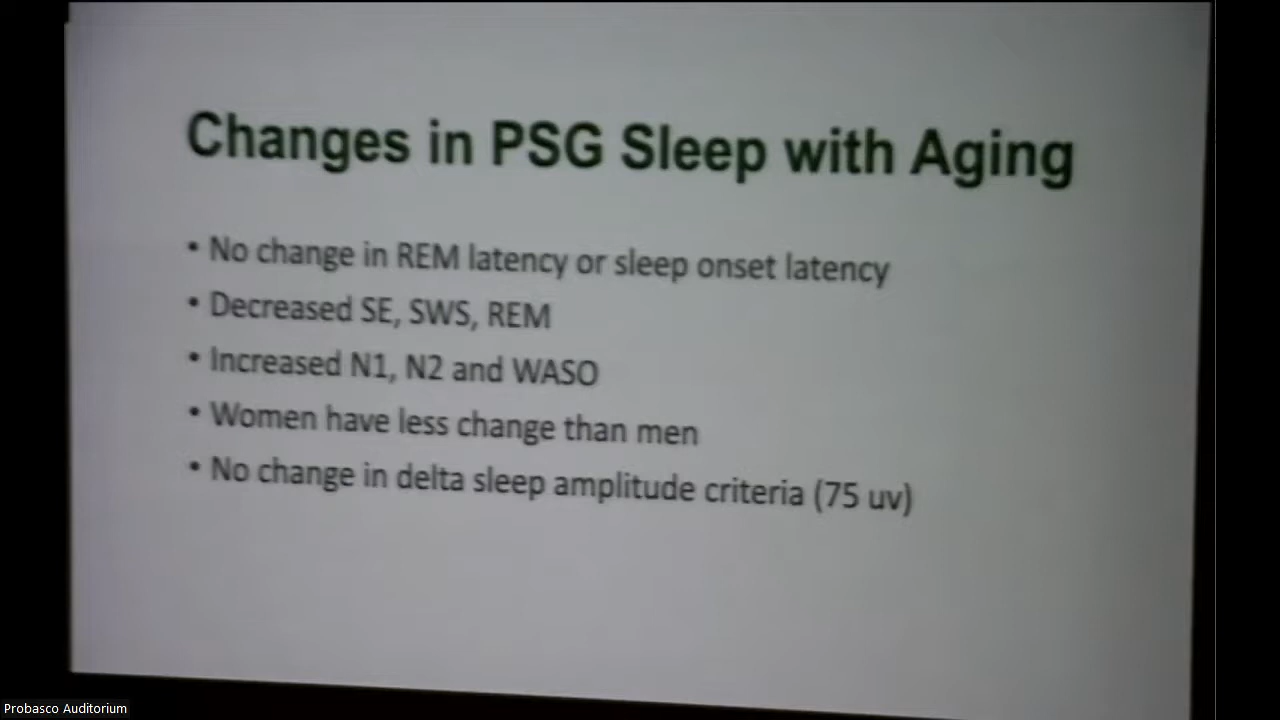 Changes in PSG Sleep with Aging
• No change in REM latency or sleep onset latency
• Decreased SE, SWS, REM
• Increased N1, N2 and WASO
• Women have less change than men
• No change in delta sleep amplitude criteria (75 uv)
Probasco Auditorium